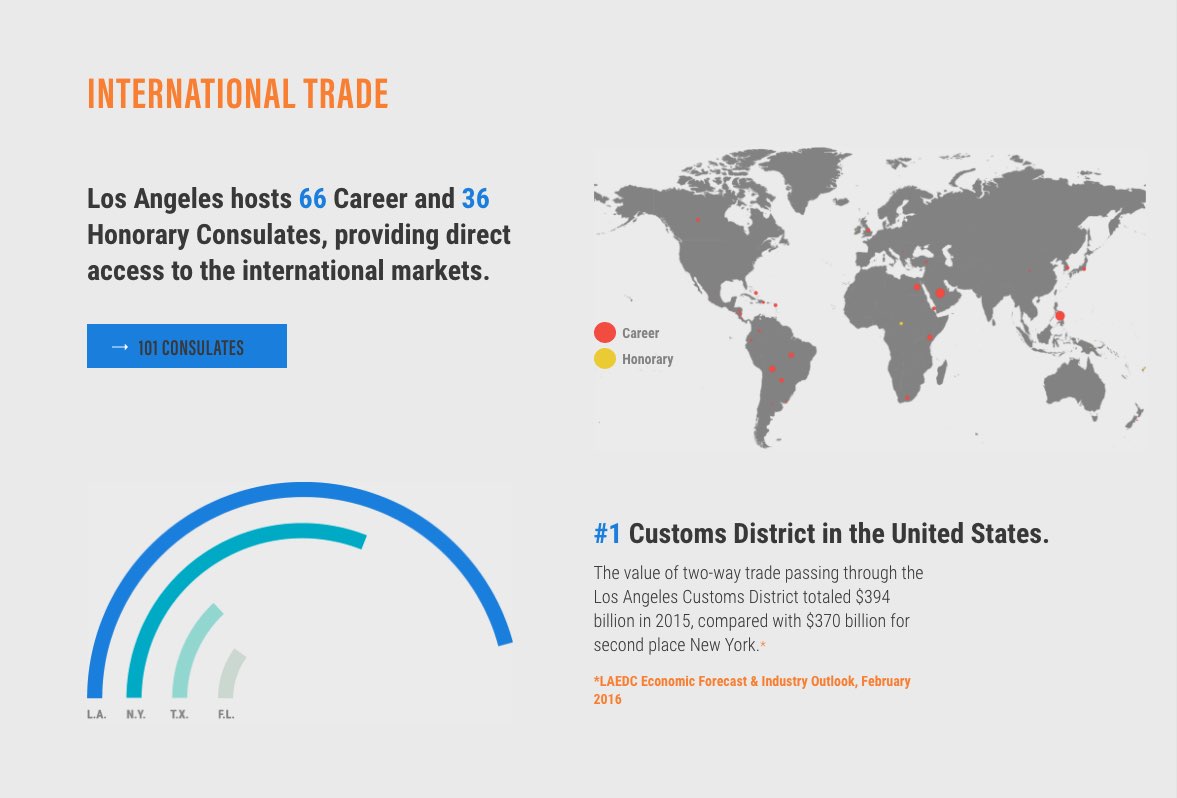 INTERNATIONAL TRADE
Los Angeles hosts 66 Career and 36
Honorary Consulates, providing direct
access to the international markets.
→ 101 CONSULATES
Career
Honorary
L.A. N.Y. T.X. F.L.
#1 Customs District in the United States.
The value of two-way trade passing through the
Los Angeles Customs District totaled $394
billion in 2015, compared with $370 billion for
second place New York.*
*LAEDC Economic Forecast & Industry Outlook, February
2016